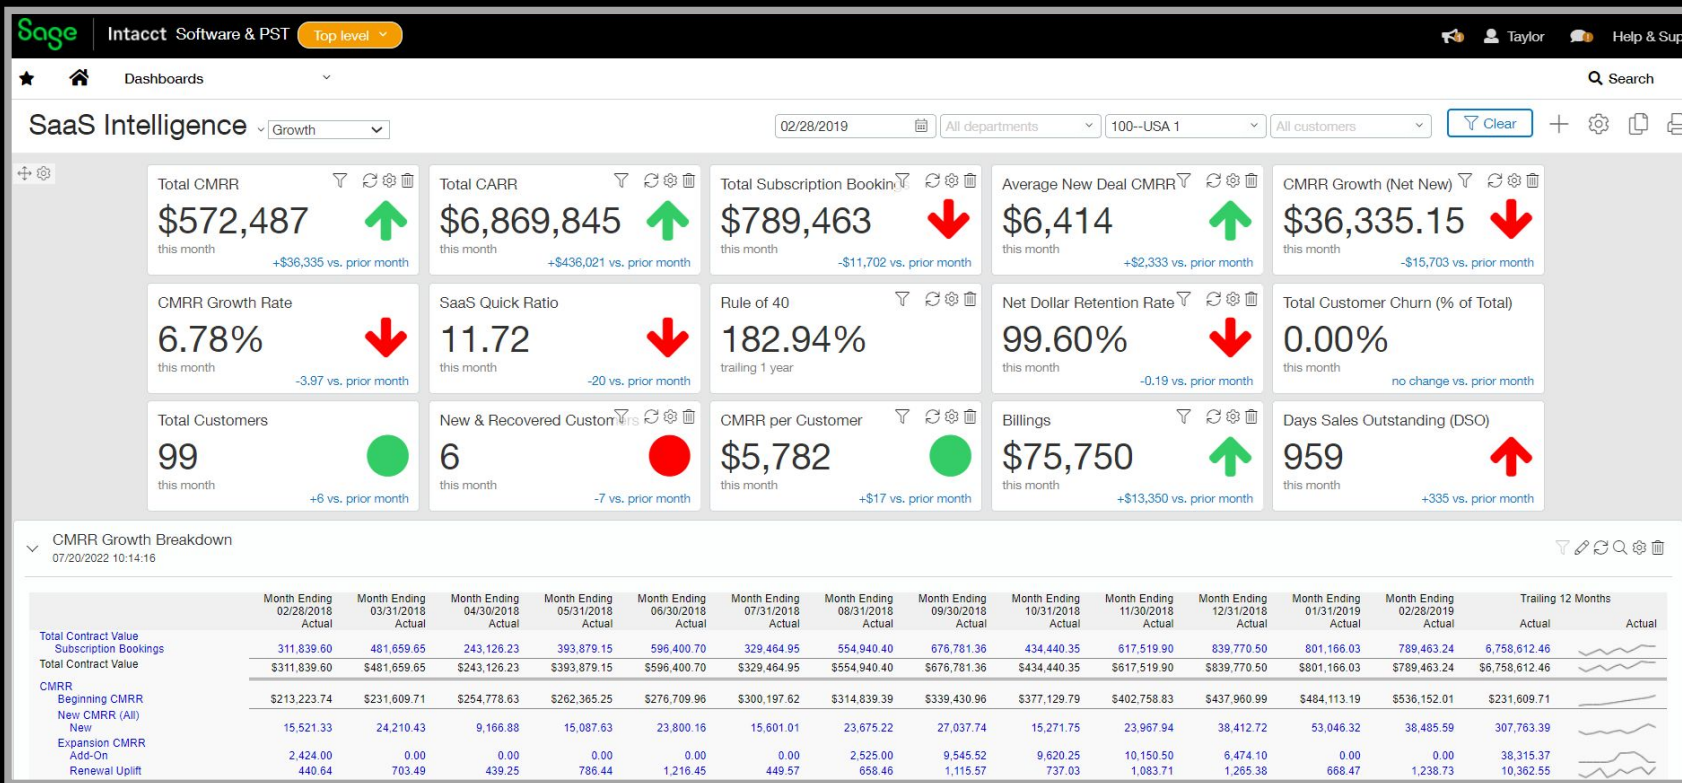 Sage Intacct Software & PST Top level Taylor Help & Sup
Dashboards Search
SaaS Intelligence Growth 02/28/2019 All departments 100--USA 1 All customers Clear
Total CMRR
$572,487
this month
+$36,335 vs. prior month
Total CARR
$6,869,845
this month
+$436,021 vs. prior month
Total Subscription Bookings
$789,463
this month
-$11,702 vs. prior month
Average New Deal CMRR
$6,414
this month
+$2,333 vs. prior month
CMRR Growth (Net New)
$36,335.15
this month
-$15,703 vs. prior month
CMRR Growth Rate
6.78%
this month
-3.97 vs. prior month
SaaS Quick Ratio
11.72
this month
-20 vs. prior month
Rule of 40
182.94%
trailing 1 year
Net Dollar Retention Rate
99.60%
this month
-0.19 vs. prior month
Total Customer Churn (% of Total)
0.00%
this month
no change vs. prior month
Total Customers
99
this month
+6 vs. prior month
New & Recovered Customers
6
this month
-7 vs. prior month
CMRR per Customer
$5,782
this month
+$17 vs. prior month
Billings
$75,750
this month
+$13,350 vs. prior month
Days Sales Outstanding (DSO)
959
this month
+335 vs. prior month
CMRR Growth Breakdown
07/20/2022 10:14:16
Month Ending Month Ending Month Ending Month Ending Month Ending Month Ending Month Ending Month Ending Month Ending Month Ending Month Ending Month Ending Month Ending Trailing 12 Months
02/28/2018 03/31/2018 04/30/2018 05/31/2018 06/30/2018 07/31/2018 08/31/2018 09/30/2018 10/31/2018 11/30/2018 12/31/2018 01/31/2019 02/28/2019
Actual Actual Actual Actual Actual Actual Actual Actual Actual Actual Actual Actual Actual Actual Actual
Total Contract Value
Subscription Bookings 311,839.60 481,659.65 243,126.23 393,879.15 596,400.70 329,464.95 554,940.40 676,781.36 434,440.35 617,519.90 839,770.50 801,166.03 789,463.24 6,758,612.46
Total Contract Value $311,839.60 $481,659.65 $243,126.23 $393,879.15 $596,400.70 $329,464.95 $554,940.40 $676,781.36 $434,440.35 $617,519.90 $839,770.50 $801,166.03 $789,463.24 $6,758,612.46
CMRR
Beginning CMRR $213,223.74 $231,609.71 $254,778.63 $262,365.25 $276,709.96 $300,197.62 $314,839.39 $339,430.96 $377,129.79 $402,758.83 $437,960.99 $484,113.19 $536,152.01 $231,609.71
New CMRR (All)
New 15,521.33 24,210.43 9,166.88 15,087.63 23,800.16 15,601.01 23,675.22 27,037.74 15,271.75 23,967.94 38,412.72 53,046.32 38,485.59 307,763.39
Expansion CMRR
Add-On 2,424.00 0.00 0.00 0.00 0.00 0.00 2,525.00 9,545.52 9,620.25 10,150.50 6,474.10 0.00 0.00 38,315.37
Renewal Uplift 440.64 703.49 439.25 786.44 1,216.45 449.57 658.46 1,115.57 737.03 1,083.71 1,265.38 668.47 1,238.73 10,362.55